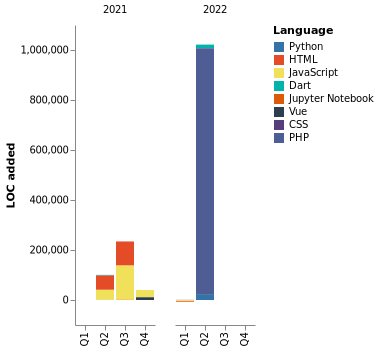 2021
2022
LOC added
1,000,000
800,000
600,000
400,000
200,000
0
Q1
Q2
Q3
Q4
Q1
Q2
Q3
Q4
Language
Python
HTML
JavaScript
Dart
Jupyter Notebook
Vue
CSS
PHP